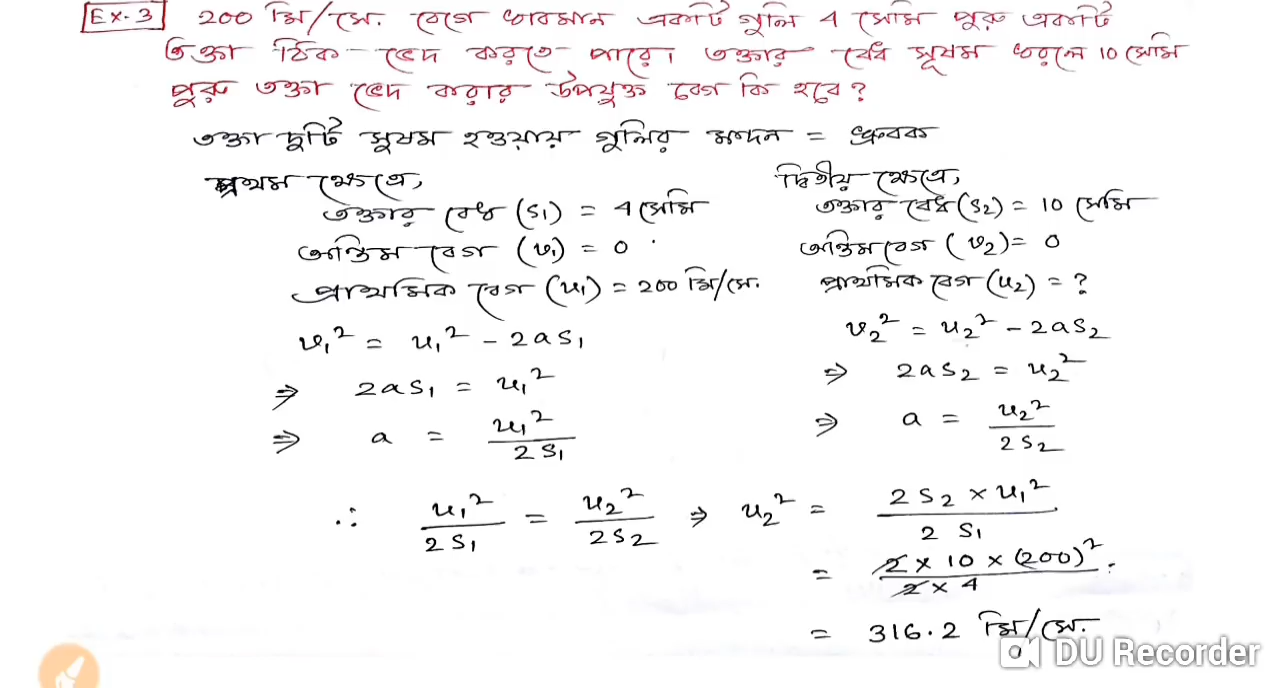 Ex. 3 200 মি/সে. বেগে ধাবমান একটি গুলি 4 সেমি পুরু একটি
তক্তা ঠিক ভেদ করতে পারে। তক্তার বেধ সূষম ধরলে 10 সেমি
পুরু তক্তা ভেদ করার উপযুক্ত বেগ কি হবে?
তক্তা দুটি সুষম হওয়ায় গুলির মন্দন = ধ্রুবক
প্রথম ক্ষেত্রে,
তক্তার বেধ (s₁) = 4 সেমি
অন্তিম বেগ (v₁) = 0
প্রাথমিক বেগ (u₁) = 200 মি/সে.
v₁² = u₁² - 2as₁
⇒ 2as₁ = u₁²
⇒ a = u₁² / 2s₁
দ্বিতীয় ক্ষেত্রে,
তক্তার বেধ (s₂) = 10 সেমি
অন্তিম বেগ (v₂) = 0
প্রাথমিক বেগ (u₂) = ?
v₂² = u₂² - 2as₂
⇒ 2as₂ = u₂²
⇒ a = u₂² / 2s₂
∴ u₁² / 2s₁ = u₂² / 2s₂ ⇒ u₂² = 2s₂ × u₁² / 2s₁
= 2 × 10 × (200)² / 2 × 4
= 316.2 মি/সে.
DU Recorder